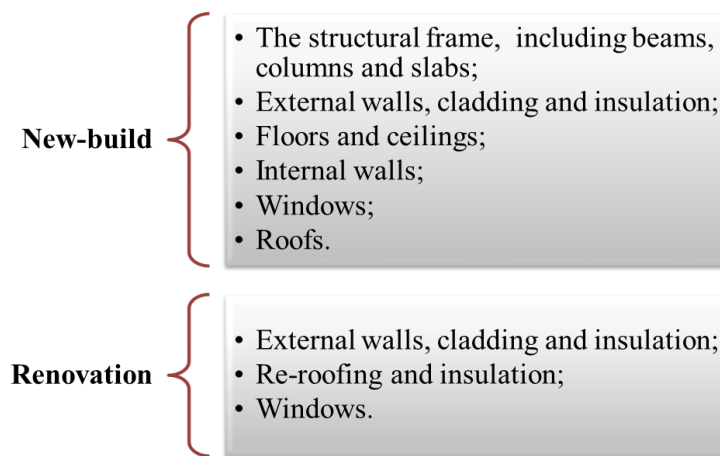 New-build
• The structural frame, including beams,
columns and slabs;
• External walls, cladding and insulation;
• Floors and ceilings;
• Internal walls;
• Windows;
• Roofs.
Renovation
• External walls, cladding and insulation;
• Re-roofing and insulation;
• Windows.